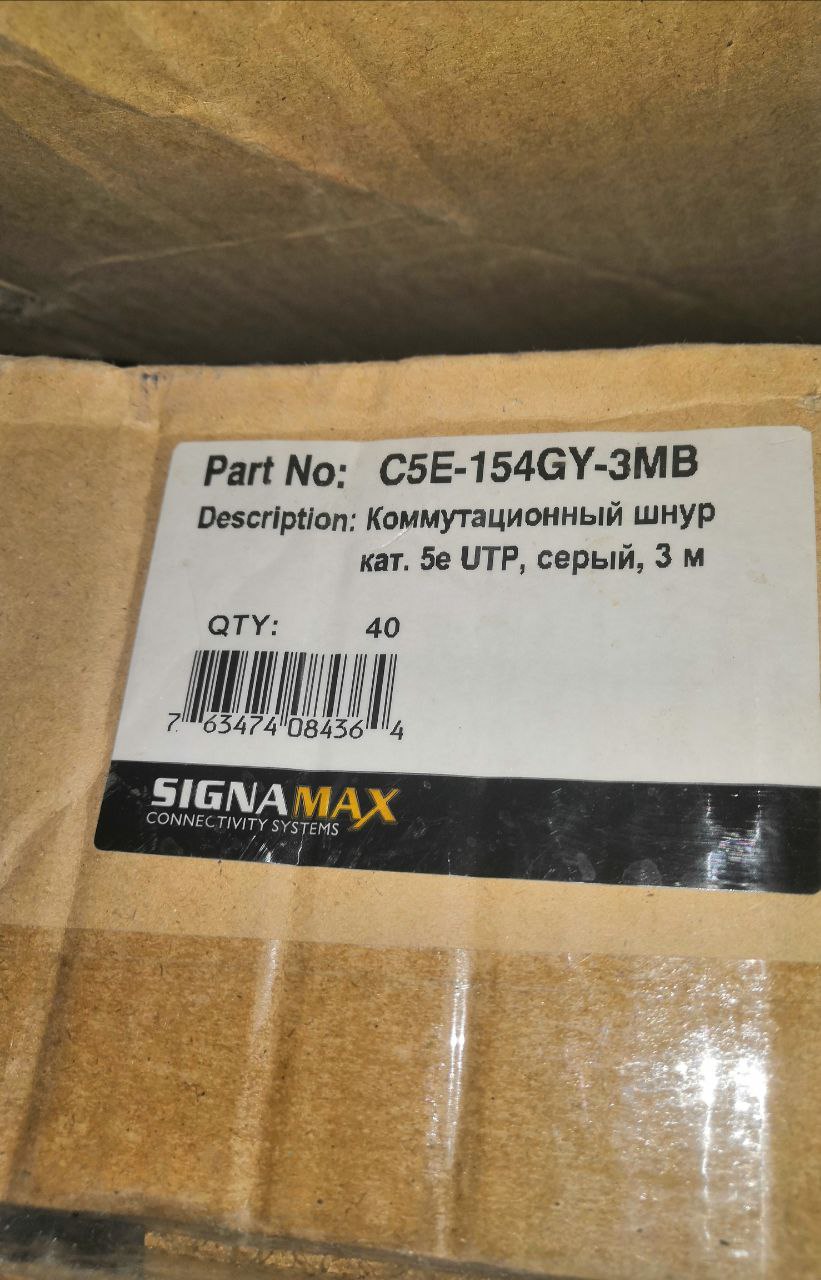 Part No: C5E-154GY-3MB
Description: Коммутационный шнур
кат. 5е UTP, серый, 3 м
QTY: 40
7 63474 08436 4
SIGNAMAX
CONNECTIVITY SYSTEMS